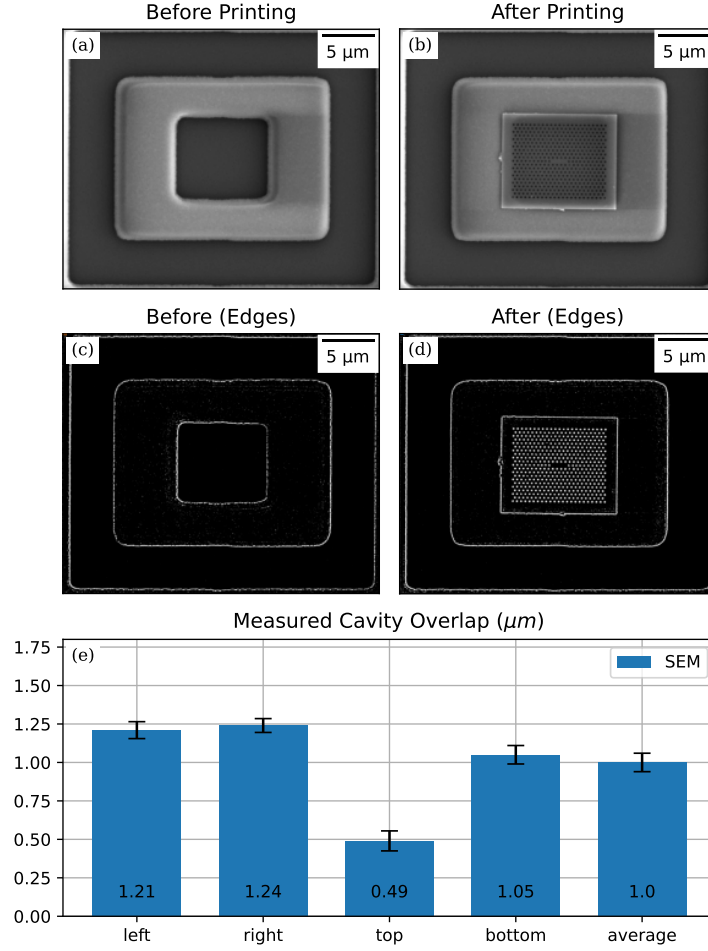 Before Printing
After Printing
(a)
5 μm
(b)
5 μm
Before (Edges)
After (Edges)
(c)
5 μm
(d)
5 μm
Measured Cavity Overlap (μm)
(e)
SEM
1.75
1.50
1.25
1.00
0.75
0.50
0.25
0.00
1.21
1.24
0.49
1.05
1.0
left
right
top
bottom
average